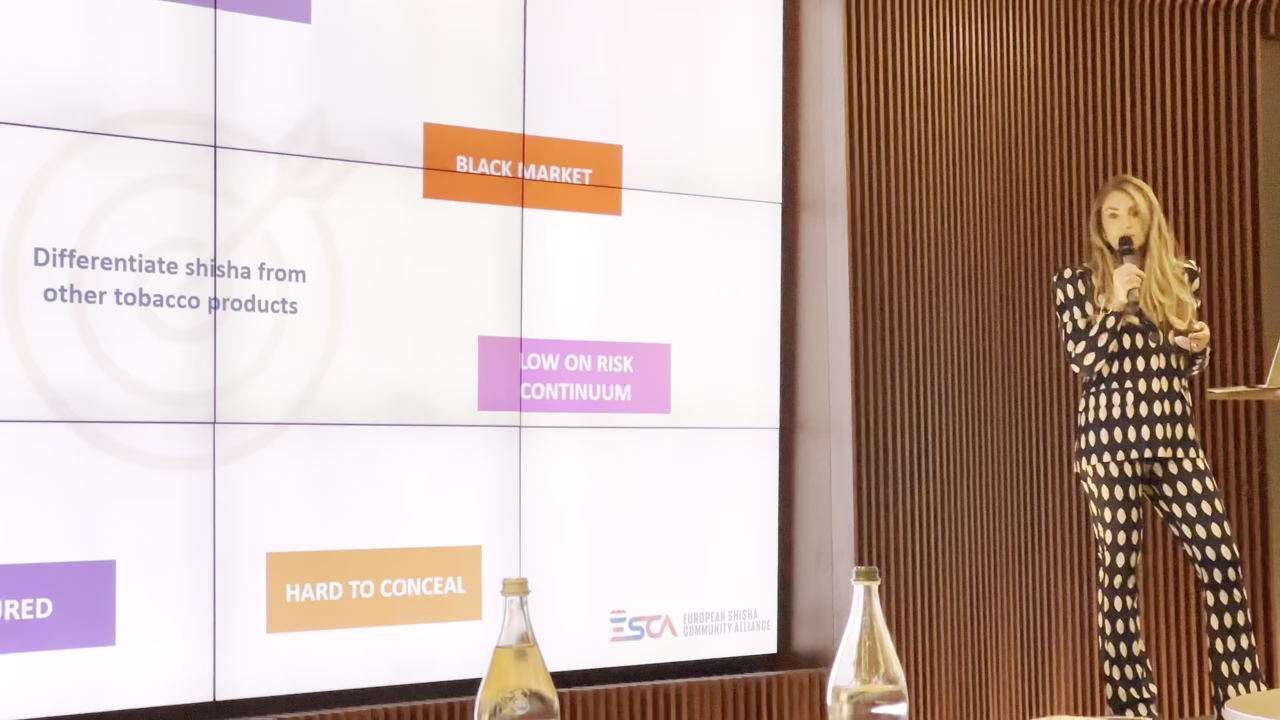 BLACK MARKET
Differentiate shisha from
other tobacco products
LOW ON RISK
CONTINUUM
HARD TO CONCEAL
ESCA EUROPEAN SHISHA
COMMUNITY ALLIANCE